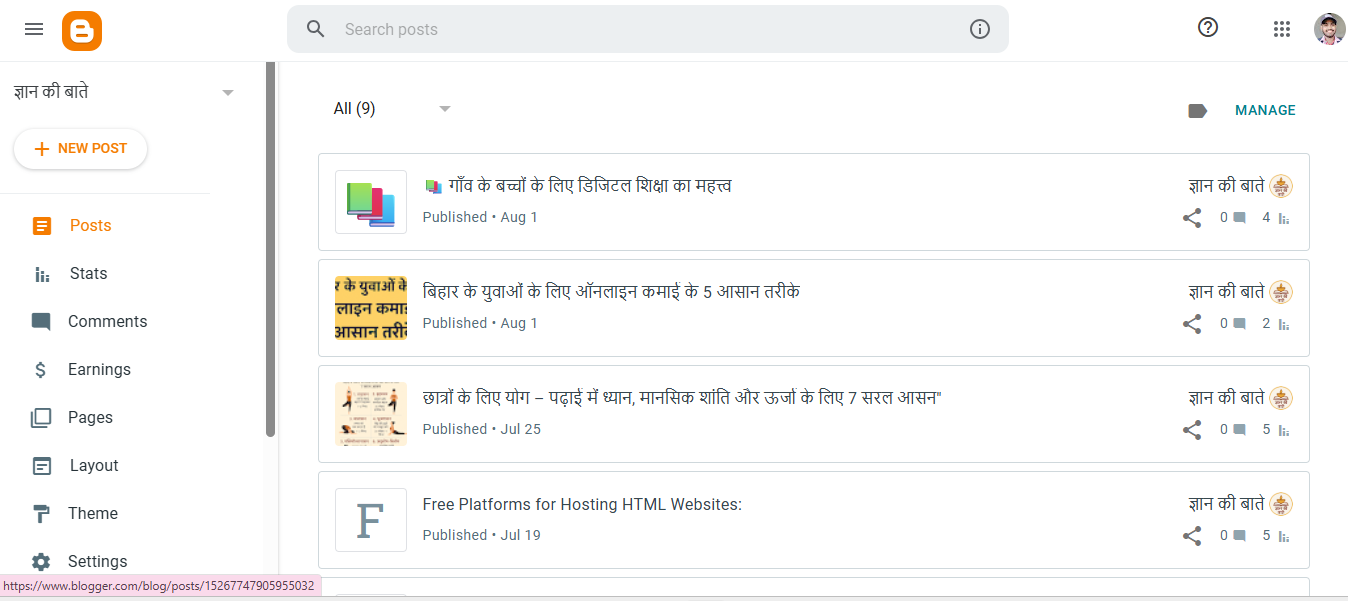 Search posts
ज्ञान की बाते
NEW POST
Posts
Stats
Comments
Earnings
Pages
Layout
Theme
Settings
https://www.blogger.com/blog/posts/15267747905955032
All (9)
MANAGE
गाँव के बच्चों के लिए डिजिटल शिक्षा का महत्त्व
ज्ञान की बाते
Published • Aug 1
0 4
र के युवाओं के
लाइन कमाई
आसान तरी
बिहार के युवाओं के लिए ऑनलाइन कमाई के 5 आसान तरीके
ज्ञान की बाते
Published • Aug 1
0 2
छात्रों के लिए योग – पढ़ाई में ध्यान, मानसिक शांति और ऊर्जा के लिए 7 सरल आसन"
ज्ञान की बाते
Published • Jul 25
0 5
F
Free Platforms for Hosting HTML Websites:
ज्ञान की बाते
Published • Jul 19
0 5